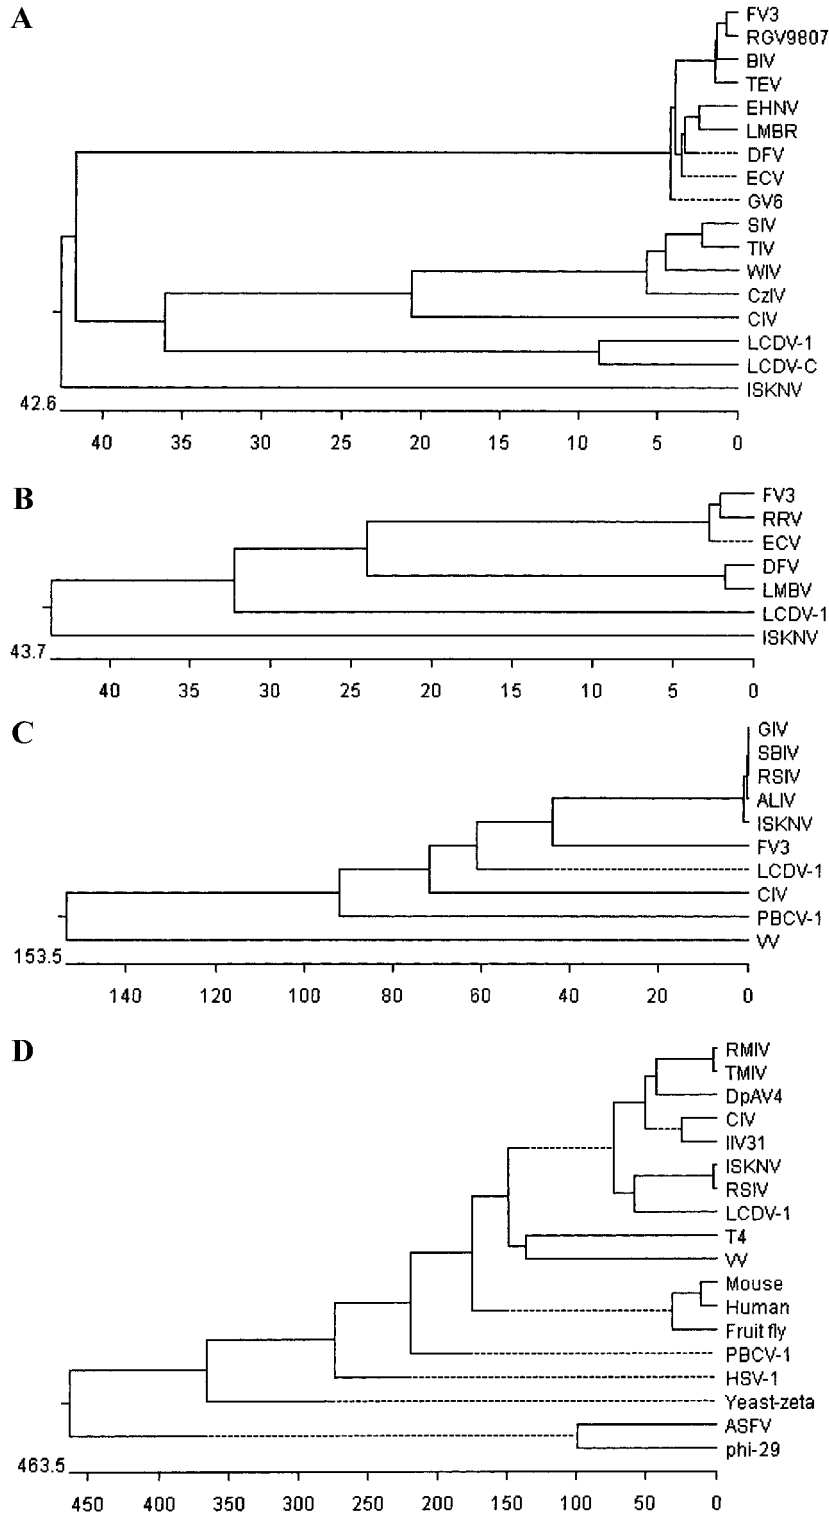 A
FV3
RGV9807
BIV
TEV
EHNV
LMBR
DFV
ECV
GV6
SIV
TIV
WIV
CzIV
CIV
LCDV-1
LCDV-C
ISKNV
42.6
40 35 30 25 20 15 10 5 0
B
FV3
RRV
ECV
DFV
LMBV
LCDV-1
ISKNV
43.7
40 35 30 25 20 15 10 5 0
C
GIV
SBIV
RSIV
ALIV
ISKNV
FV3
LCDV-1
CIV
PBCV-1
VV
153.5
140 120 100 80 60 40 20 0
D
RMIV
TMIV
DpAV4
CIV
IIV31
ISKNV
RSIV
LCDV-1
T4
VV
Mouse
Human
Fruit fly
PBCV-1
HSV-1
Yeast-zeta
ASFV
phi-29
463.5
450 400 350 300 250 200 150 100 50 0